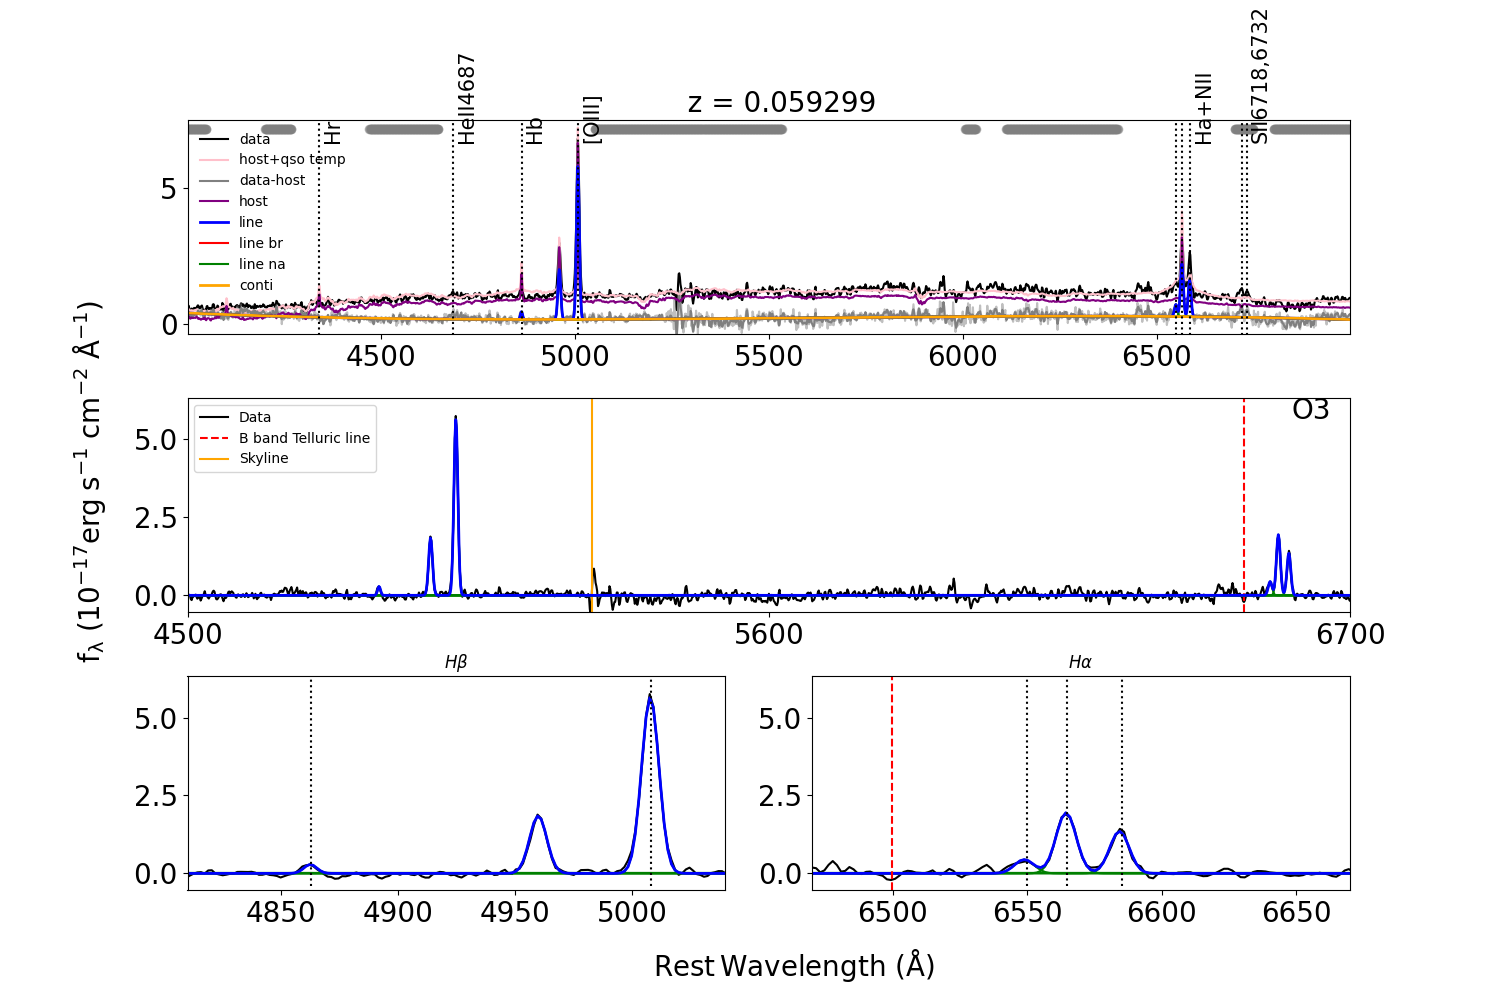 z = 0.059299
Hr
HeII4687
Hb
[OIII]
Ha+NII
SII6718,6732
data
host+qso temp
data-host
host
line
line br
line na
conti
5
0
4500 5000 5500 6000 6500
f_λ (10^{-17}erg s^{-1} cm^{-2} Å^{-1})
O3
Data
B band Telluric line
Skyline
5.0
2.5
0.0
4500 5600 6700
Hβ
5.0
2.5
0.0
4850 4900 4950 5000
Hα
5.0
2.5
0.0
6500 6550 6600 6650
Rest Wavelength (Å)